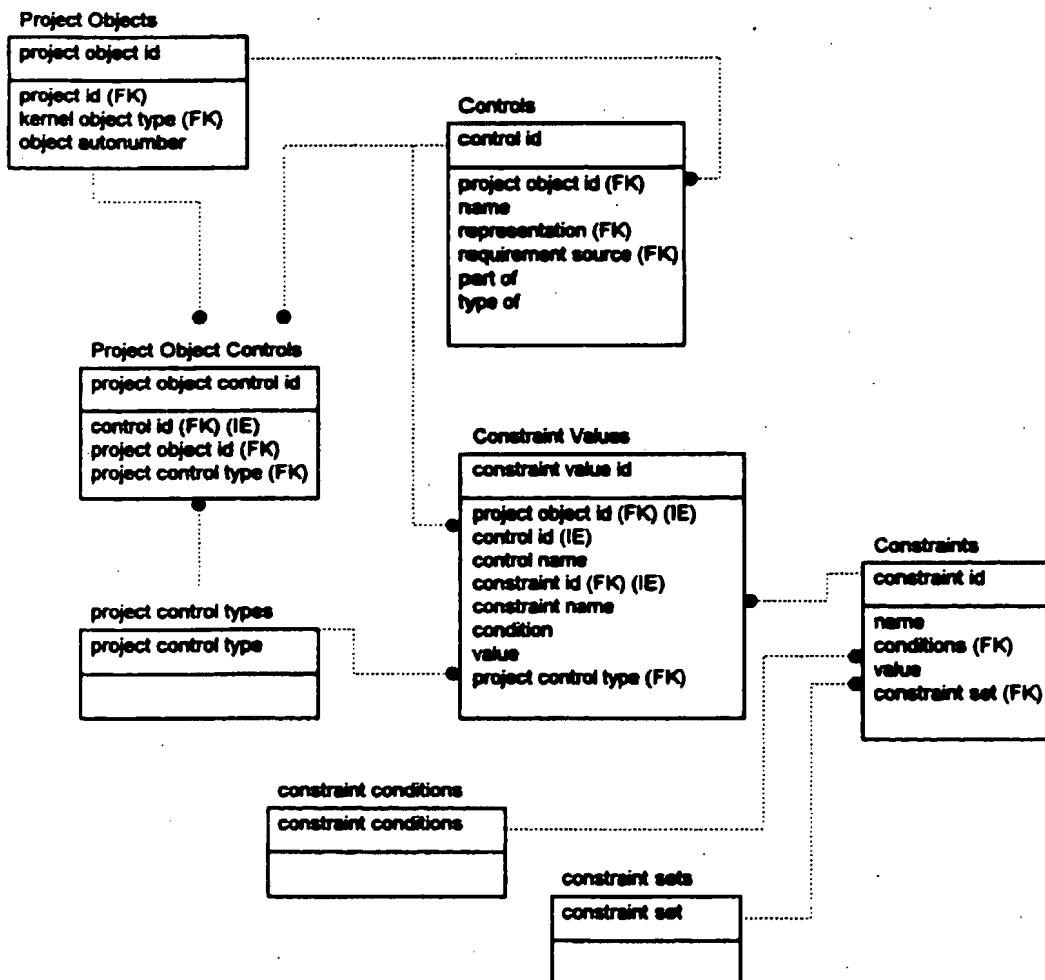 Project Objects
project object id
project id (FK)
kernel object type (FK)
object autonumber
Controls
control id
project object id (FK)
name
representation (FK)
requirement source (FK)
part of
type of
Project Object Controls
project object control id
control id (FK) (IE)
project object id (FK)
project control type (FK)
Constraint Values
constraint value id
project object id (FK) (IE)
control id (IE)
control name
constraint id (FK) (IE)
constraint name
condition
value
project control type (FK)
Constraints
constraint id
name
conditions (FK)
value
constraint set (FK)
project control types
project control type
constraint conditions
constraint conditions
constraint sets
constraint set